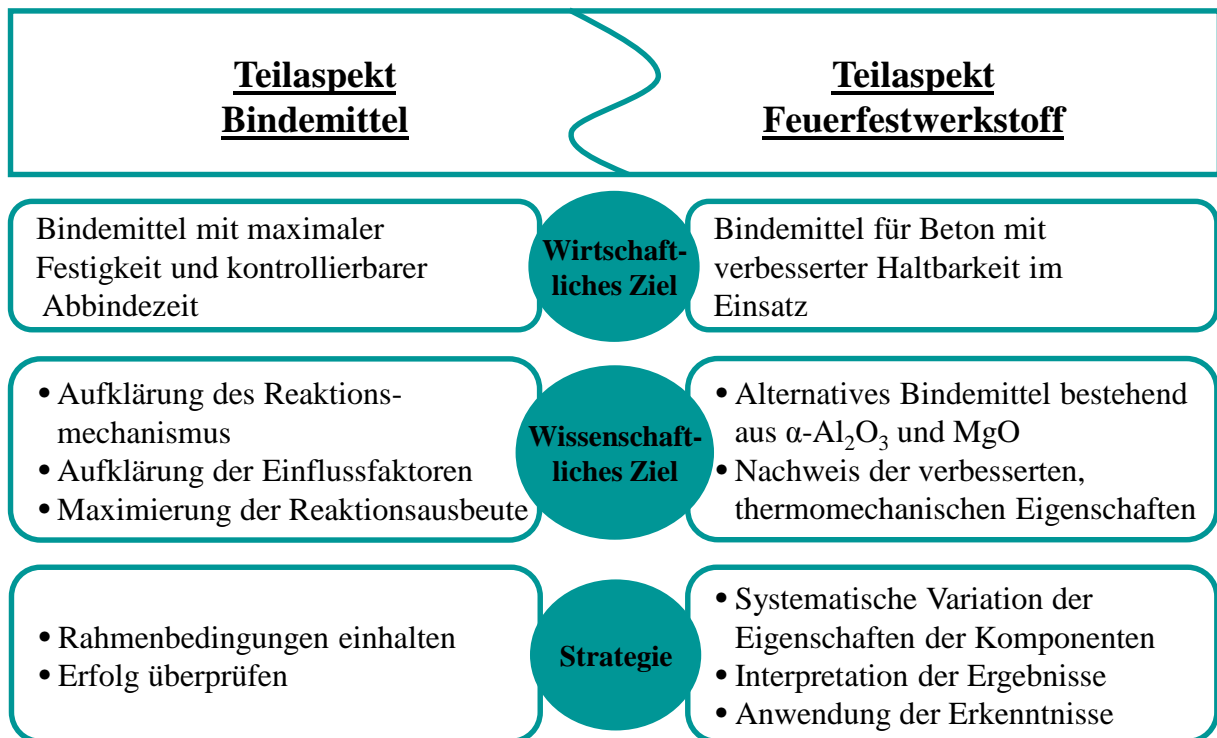 Teilaspekt
Bindemittel
Teilaspekt
Feuerfestwerkstoff
Bindemittel mit maximaler
Festigkeit und kontrollierbarer
Abbindezeit
Wirtschaft-
liches Ziel
Bindemittel für Beton mit
verbesserter Haltbarkeit im
Einsatz
• Aufklärung des Reaktions-
mechanismus
• Aufklärung der Einflussfaktoren
• Maximierung der Reaktionsausbeute
Wissenschaft-
liches Ziel
• Alternatives Bindemittel bestehend
aus α-Al₂O₃ und MgO
• Nachweis der verbesserten,
thermomechanischen Eigenschaften
• Rahmenbedingungen einhalten
• Erfolg überprüfen
Strategie
• Systematische Variation der
Eigenschaften der Komponenten
• Interpretation der Ergebnisse
• Anwendung der Erkenntnisse